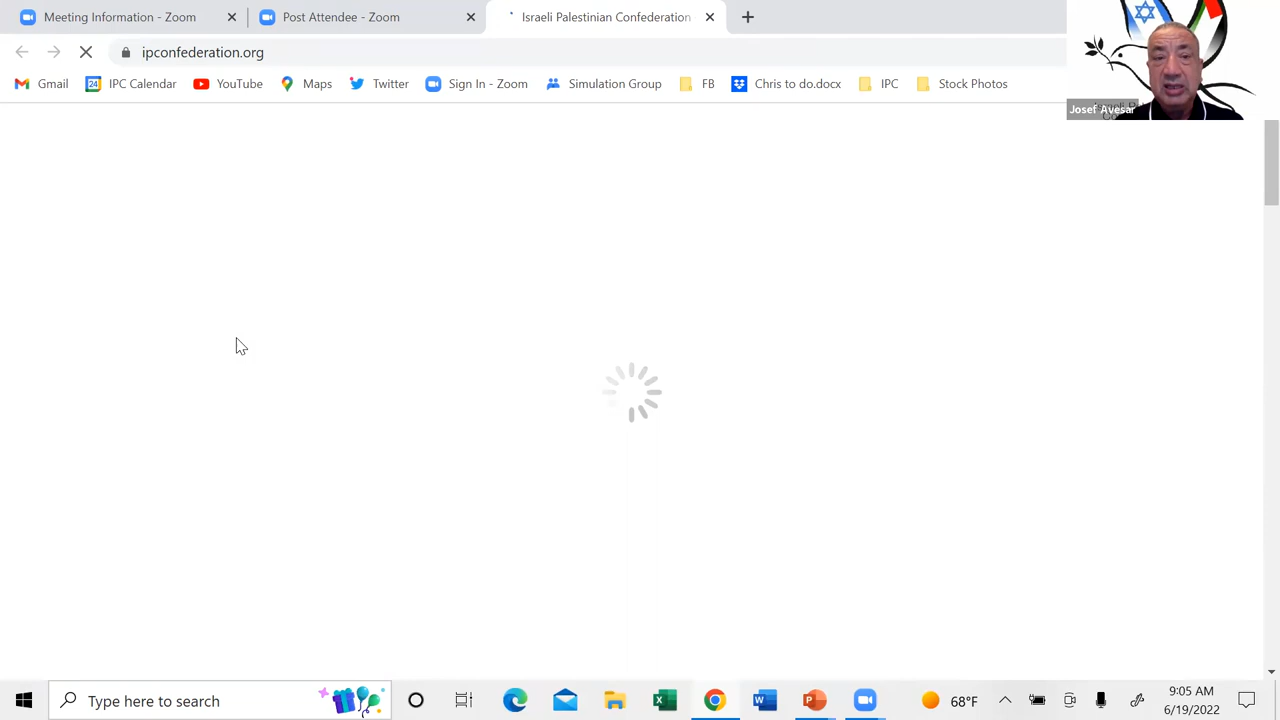 Meeting Information - Zoom
Post Attendee - Zoom
Israeli Palestinian Confederation
ipconfederation.org
Gmail
24
IPC Calendar
YouTube
Maps
Twitter
Sign In - Zoom
Simulation Group
FB
Chris to do.docx
IPC
Stock Photos
Josef Avesar
Type here to search
68°F
9:05 AM
6/19/2022